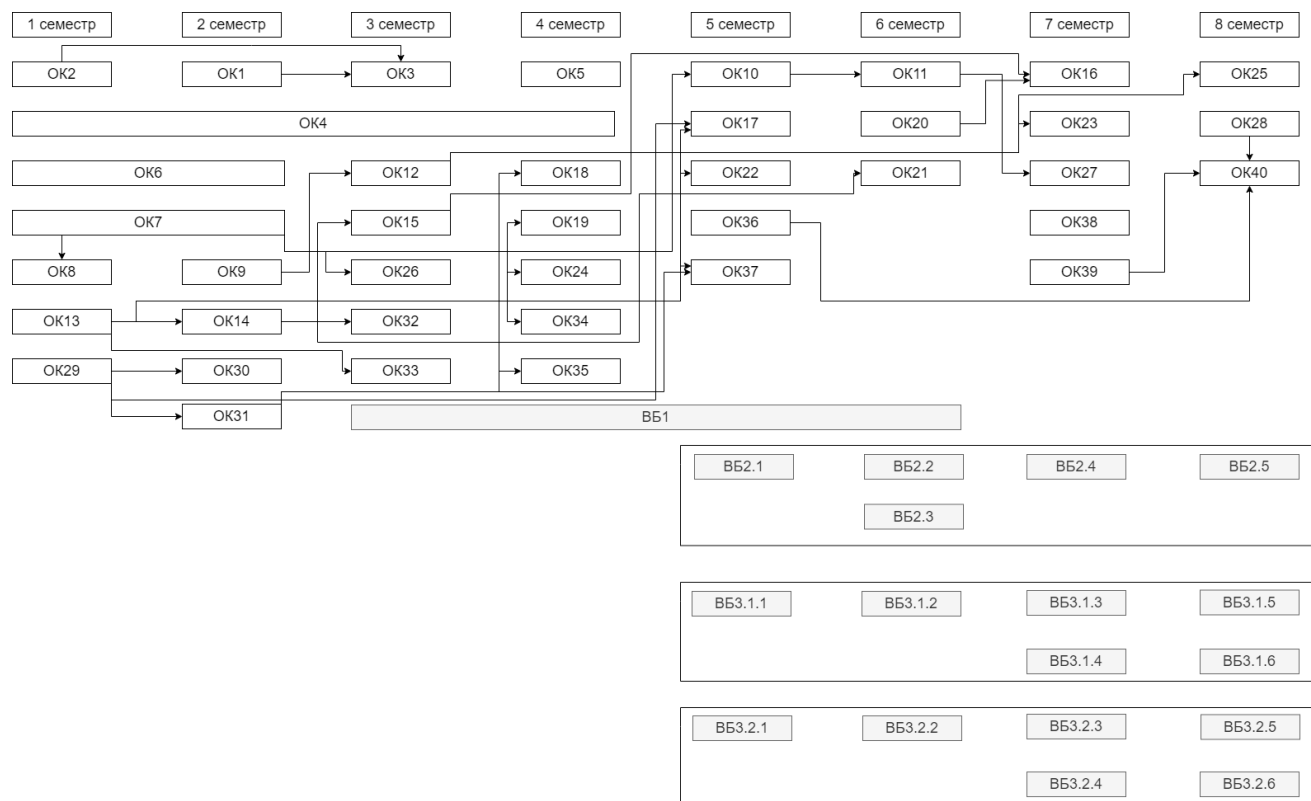 1 семестр 2 семестр 3 семестр 4 семестр 5 семестр 6 семестр 7 семестр 8 семестр
ОК2 ОК1 ОК3 ОК5 ОК10 ОК11 ОК16 ОК25
ОК4 ОК17 ОК20 ОК23 ОК28
ОК6 ОК12 ОК18 ОК22 ОК21 ОК27 ОК40
ОК7 ОК15 ОК19 ОК36 ОК38
ОК8 ОК9 ОК26 ОК24 ОК37 ОК39
ОК13 ОК14 ОК32 ОК34
ОК29 ОК30 ОК33 ОК35
ОК31 ВБ1
ВБ2.1 ВБ2.2 ВБ2.4 ВБ2.5
ВБ2.3
ВБ3.1.1 ВБ3.1.2 ВБ3.1.3 ВБ3.1.5
ВБ3.1.4 ВБ3.1.6
ВБ3.2.1 ВБ3.2.2 ВБ3.2.3 ВБ3.2.5
ВБ3.2.4 ВБ3.2.6